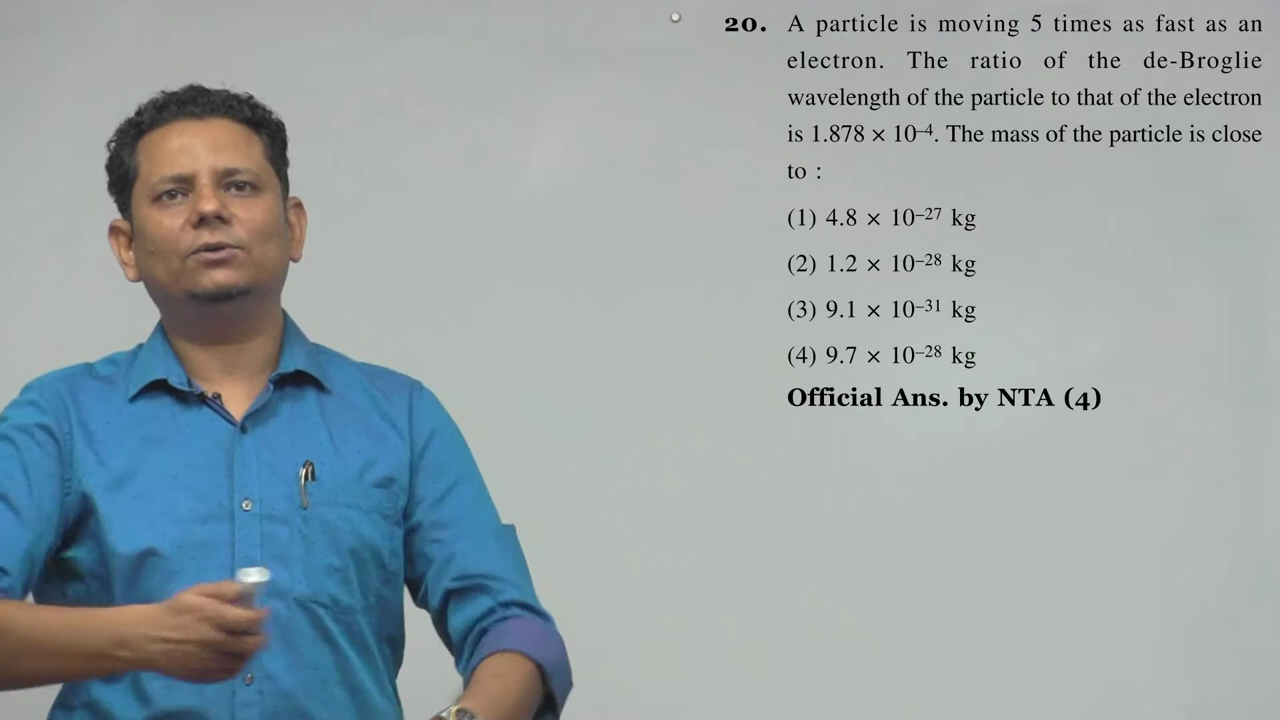 20. A particle is moving 5 times as fast as an
electron. The ratio of the de-Broglie
wavelength of the particle to that of the electron
is 1.878 × 10⁻⁴. The mass of the particle is close
to :
(1) 4.8 × 10⁻²⁷ kg
(2) 1.2 × 10⁻²⁸ kg
(3) 9.1 × 10⁻³¹ kg
(4) 9.7 × 10⁻²⁸ kg
Official Ans. by NTA (4)